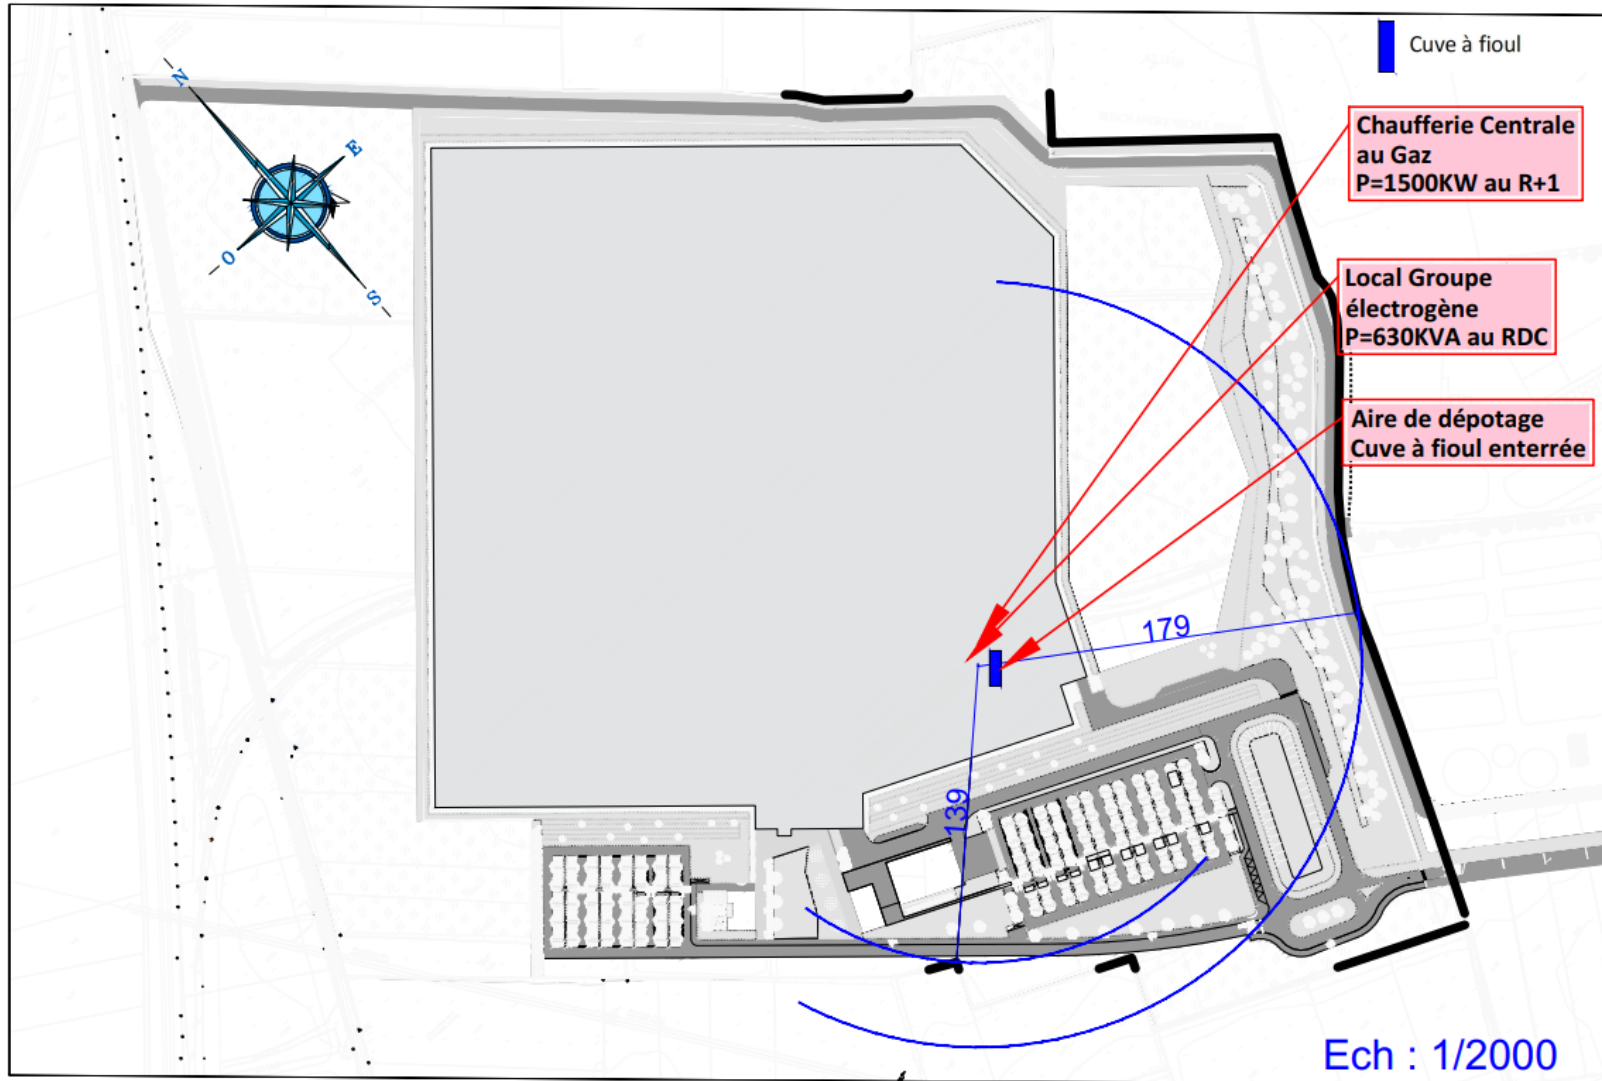 Cuve à fioul
Chaufferie Centrale
au Gaz
P=1500KW au R+1
N
E
O
S
Local Groupe
électrogène
P=630KVA au RDC
Aire de dépotage
Cuve à fioul enterrée
179
139
Ech : 1/2000